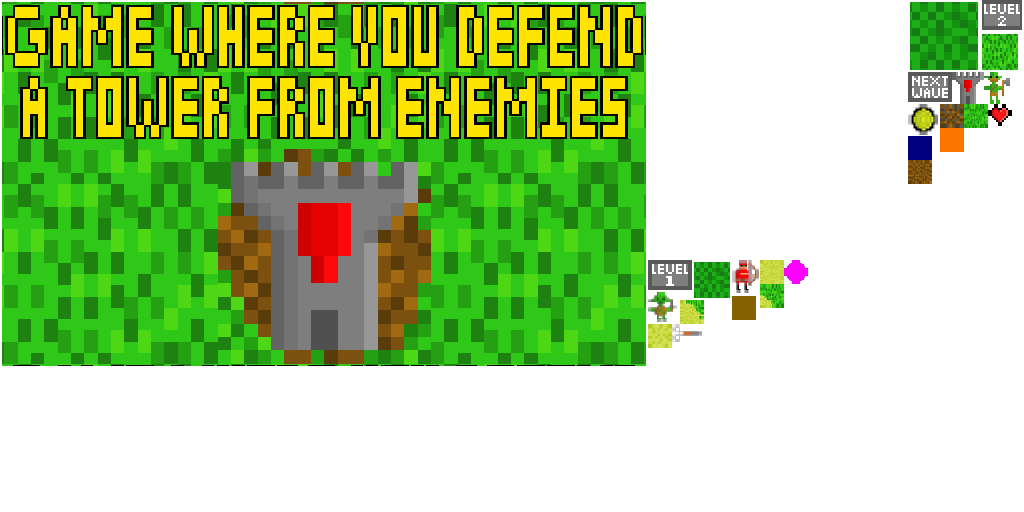 GAME WHERE YOU DEFEND
A TOWER FROM ENEMIES
LEVEL
2
NEXT
WAVE
LEVEL
1